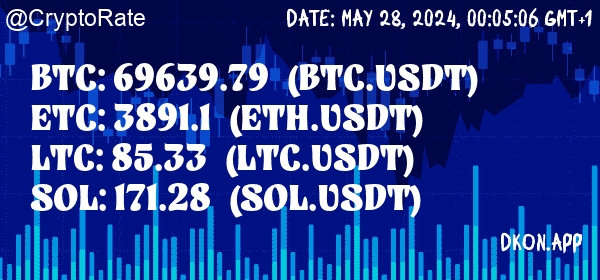 @CryptoRate
DATE: MAY 28, 2024, 00:05:06 GMT+1
BTC: 69639.79 (BTC.USDT)
ETC: 3891.1 (ETH.USDT)
LTC: 85.33 (LTC.USDT)
SOL: 171.28 (SOL.USDT)
DKON.APP